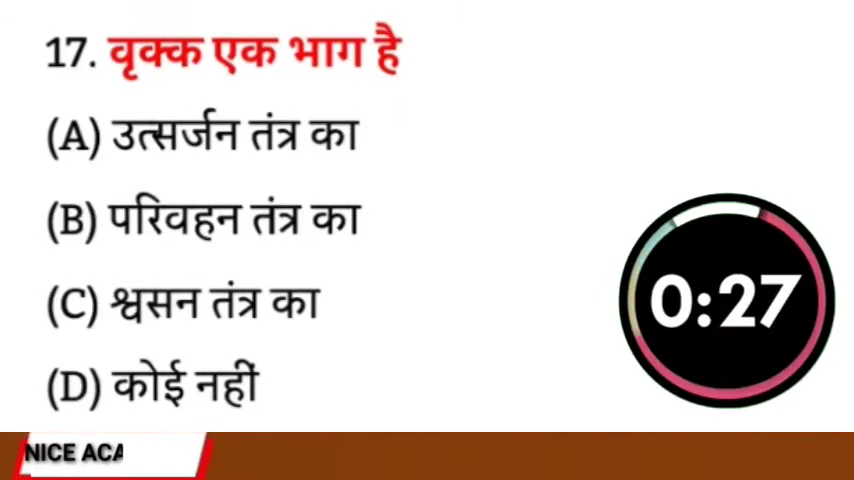 17. वृक्क एक भाग है
(A) उत्सर्जन तंत्र का
(B) परिवहन तंत्र का
(C) श्वसन तंत्र का
(D) कोई नहीं
0:27
NICE ACA